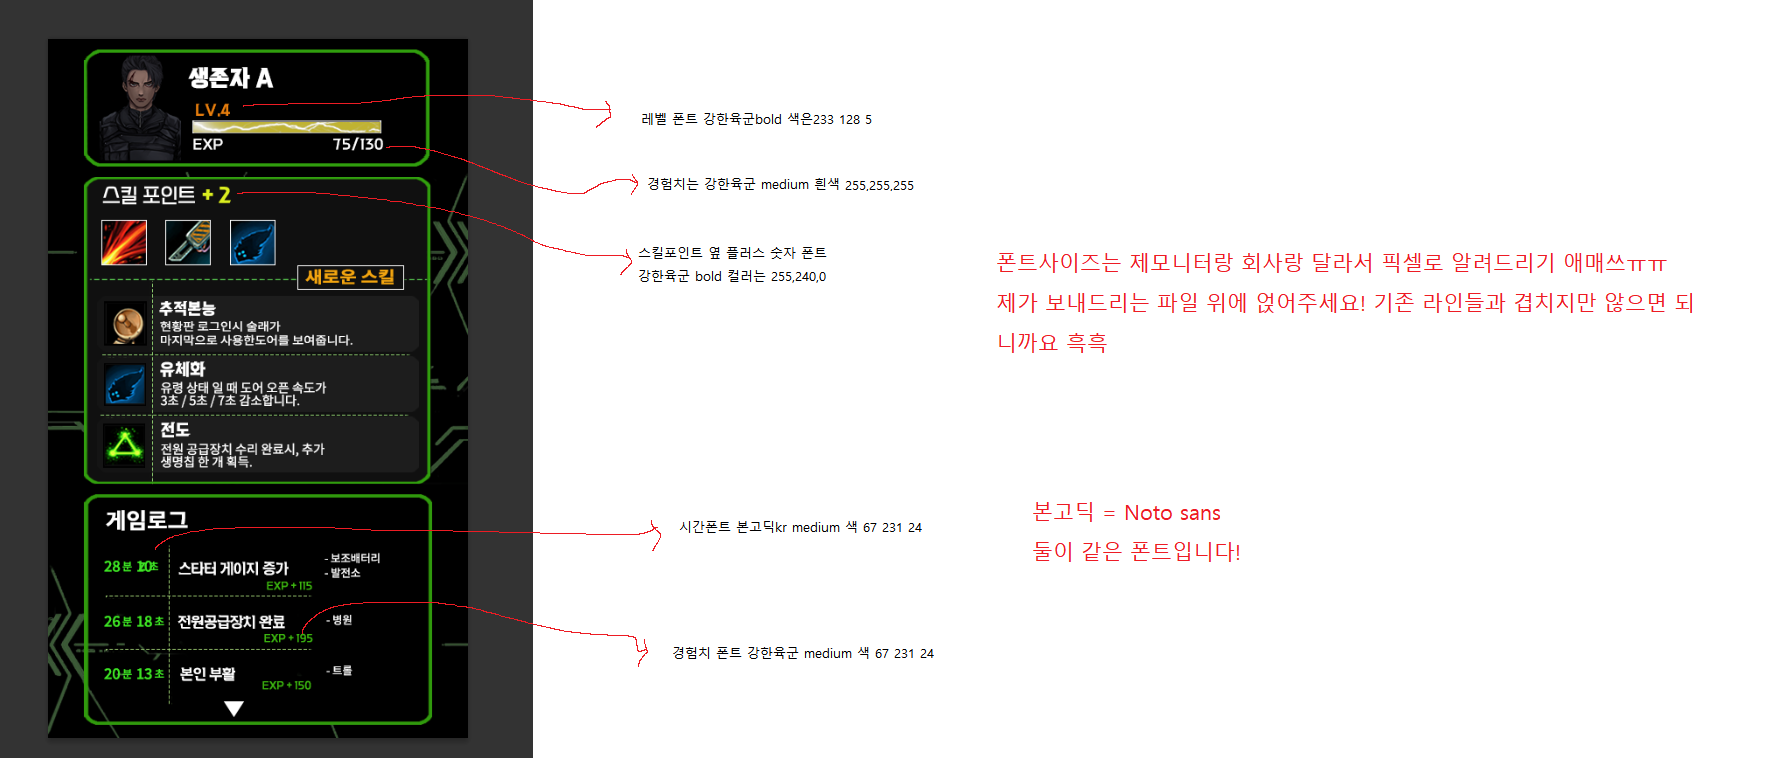 생존자 A
LV.4
EXP 75/130
스킬 포인트 + 2
새로운 스킬
추적본능
현황판 로그인시 술래가
마지막으로 사용한도어를 보여줍니다.
유체화
유령 상태 일 때 도어 오픈 속도가
3초 / 5초 / 7초 감소합니다.
전도
전원 공급장치 수리 완료시, 추가
생명칩 한 개 획득.
게임로그
28분 초
스타터 게이지 증가
EXP + 115
- 보조배터리
- 발전소
26분 18초
전원공급장치 완료
EXP + 195
- 병원
20분 13초
본인 부활
EXP + 150
- 트롤
레벨 폰트 강한육군bold 색은233 128 5
경험치는 강한육군 medium 흰색 255,255,255
스킬포인트 옆 플러스 숫자 폰트
강한육군 bold 컬러는 255,240,0
시간폰트 본고딕kr medium 색 67 231 24
경험치 폰트 강한육군 medium 색 67 231 24
폰트사이즈는 제모니터랑 회사랑 달라서 픽셀로 알려드리기 애매쓰ㅠㅠ
제가 보내드리는 파일 위에 얹어주세요! 기존 라인들과 겹치지만 않으면 되
니까요 흑흑
본고딕 = Noto sans
둘이 같은 폰트입니다!